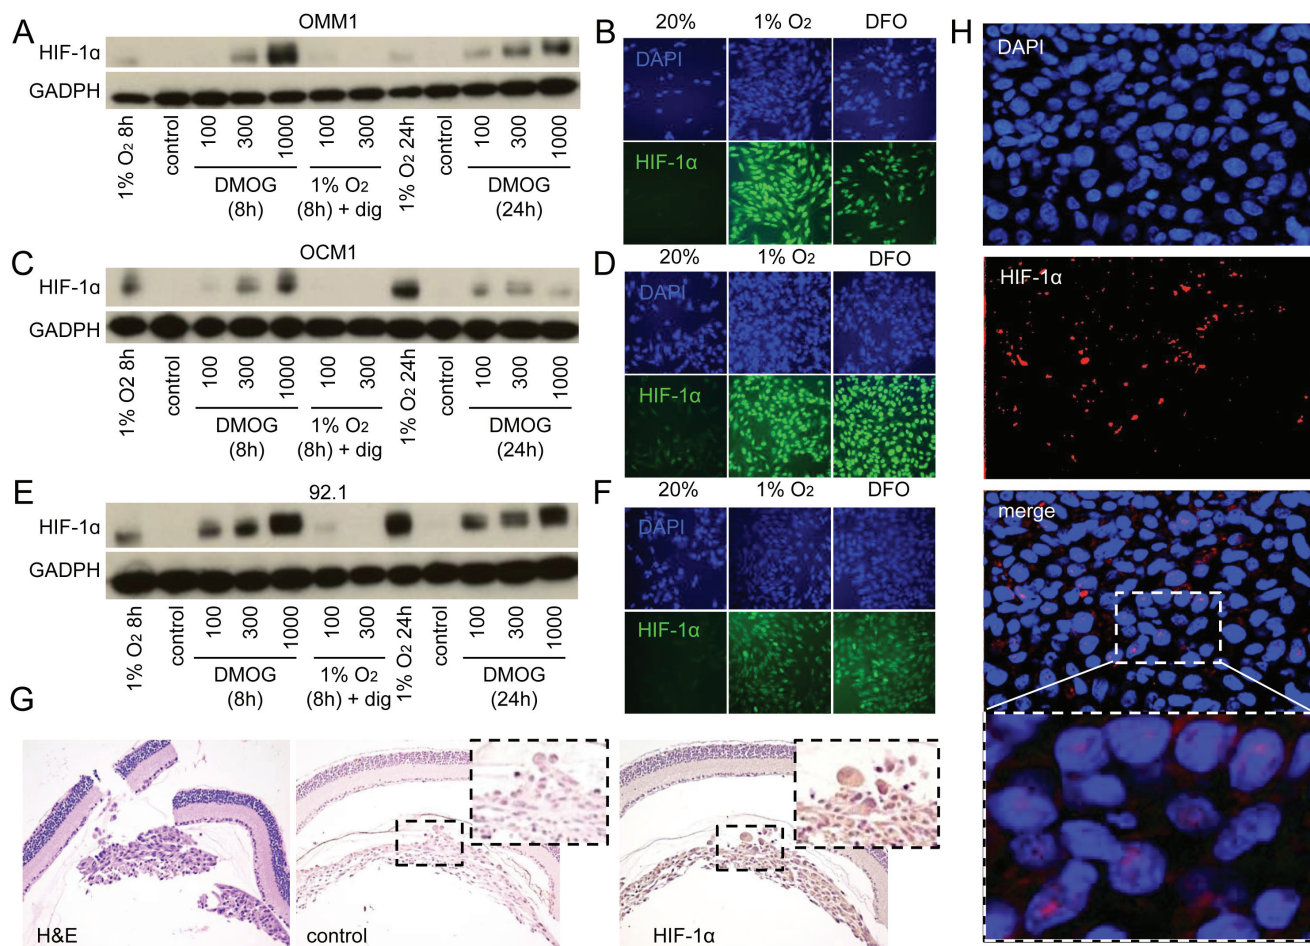 A
OMM1
HIF-1α
GADPH
1% O2 8h
control
100
300
1000
DMOG
(8h)
100
300
1% O2
(8h) + dig
1% O2 24h
control
100
300
1000
DMOG
(24h)
B
20%
1% O2
DFO
DAPI
HIF-1α
C
OCM1
HIF-1α
GADPH
1% O2 8h
control
100
300
1000
DMOG
(8h)
100
300
1% O2
(8h) + dig
1% O2 24h
control
100
300
1000
DMOG
(24h)
D
20%
1% O2
DFO
DAPI
HIF-1α
E
92.1
HIF-1α
GADPH
1% O2 8h
control
100
300
1000
DMOG
(8h)
100
300
1% O2
(8h) + dig
1% O2 24h
control
100
300
1000
DMOG
(24h)
F
20%
1% O2
DFO
DAPI
HIF-1α
G
H&E
control
HIF-1α
H
DAPI
HIF-1α
merge